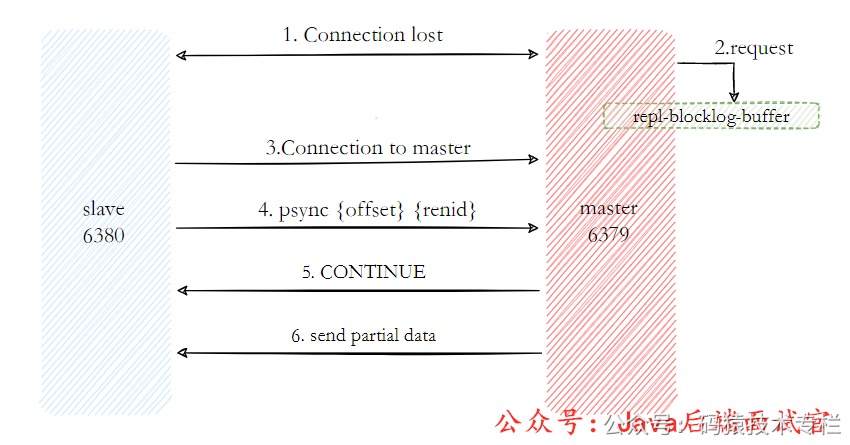 1. Connection lost
2.request
repl-blocklog-buffer
3.Connection to master
slave
6380
4. psync {offset} {renid}
master
6379
5. CONTINUE
6. send partial data
公众号: Java后端面试官
公众号: 码猿技术专栏